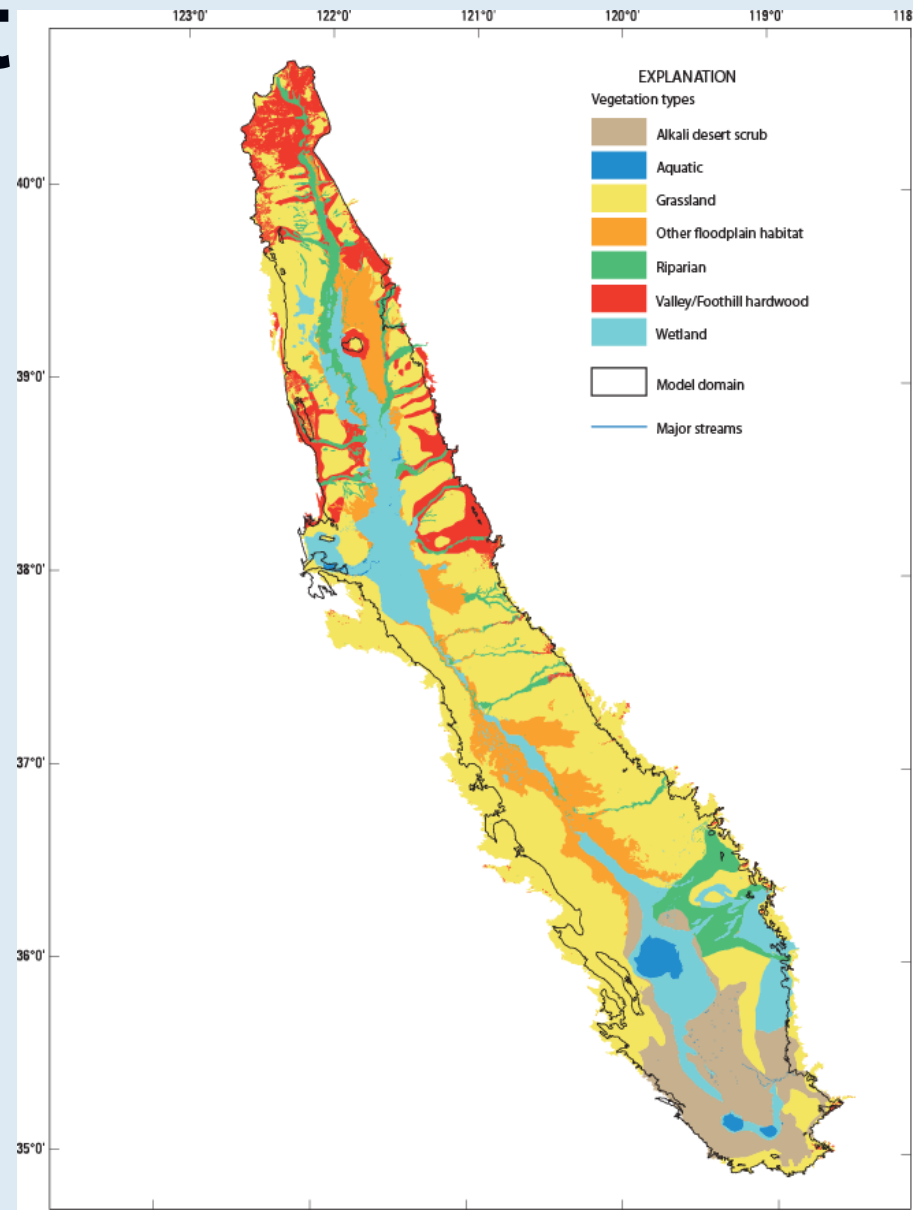 123°0' 122°0' 121°0' 120°0' 119°0' 118
EXPLANATION
Vegetation types
Alkali desert scrub
Aquatic
Grassland
Other floodplain habitat
Riparian
Valley/Foothill hardwood
Wetland
Model domain
Major streams
40°0'
39°0'
38°0'
37°0'
36°0'
35°0'